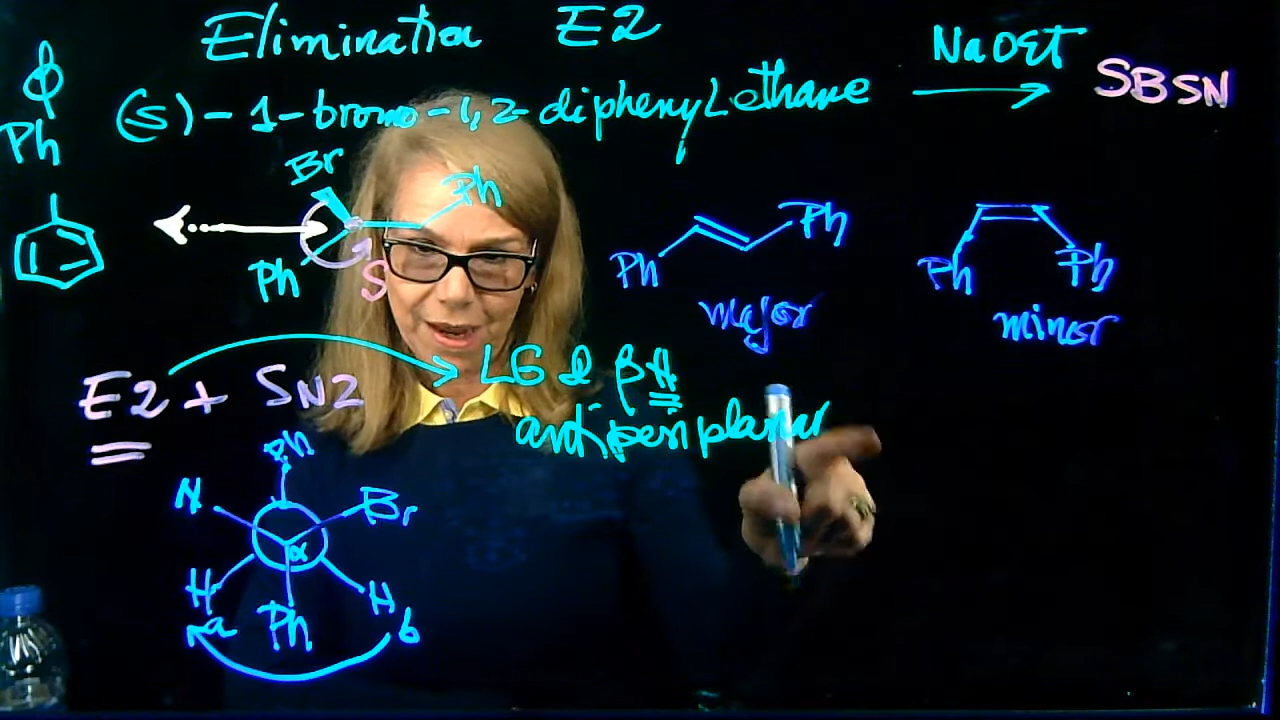 Elimination E2
ϕ
Ph
(S)-1-bromo-1,2-diphenylethane
NaOEt
SBSN
Br
Ph
Ph
S
Ph
Ph
major
Ph
Ph
minor
E2 + SN2
LG & β H
antiperiplanar
Ph
H
Br
α
H
H
a
Ph
b